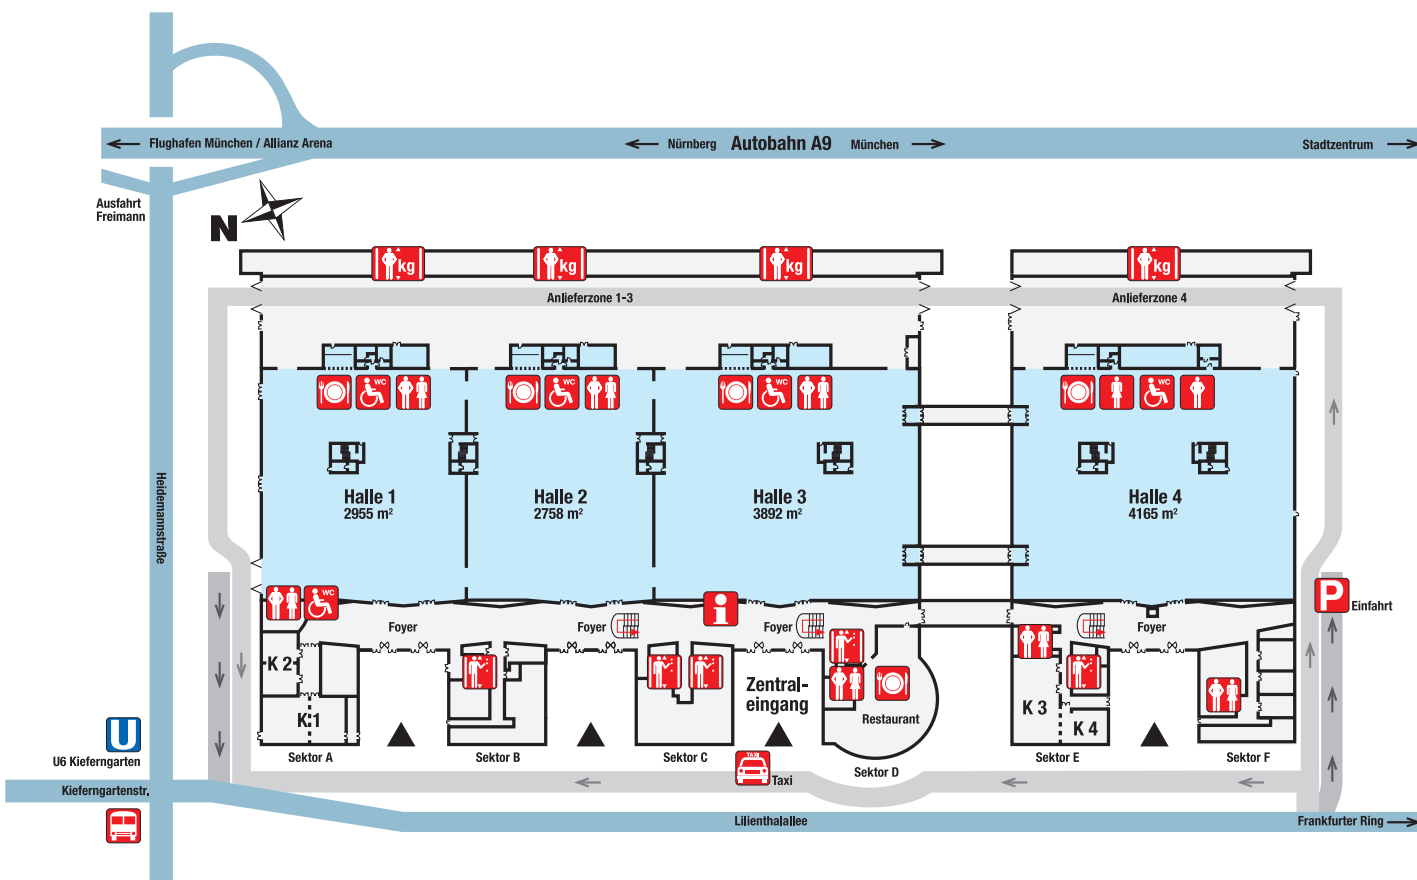 Flughafen München / Allianz Arena
Nürnberg
Autobahn A9
München
Stadtzentrum
Ausfahrt
Freimann
N
kg
kg
kg
kg
Anlieferzone 1-3
Anlieferzone 4
WC
WC
WC
WC
Heidemannstraße
Halle 1
2955 m²
Halle 2
2758 m²
Halle 3
3892 m²
Halle 4
4165 m²
WC
i
P
Einfahrt
Foyer
Foyer
Foyer
Foyer
K 2
K 1
Zentral-
eingang
Restaurant
K 3
K 4
U
U6 Kieferngarten
Sektor A
Sektor B
Sektor C
Sektor D
Sektor E
Sektor F
TAXI
Taxi
Kieferngartenstr.
Lilienthalallee
Frankfurter Ring